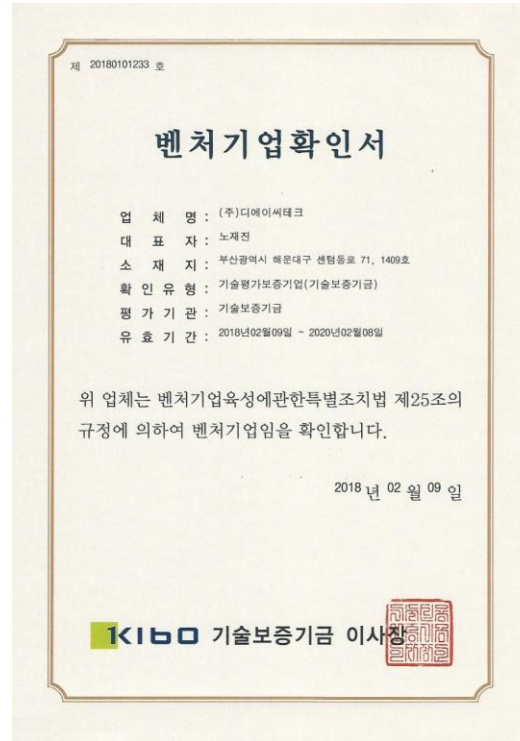 제 20180101233 호
벤처기업확인서
업 체 명 : (주)디에이씨테크
대 표 자 : 노재진
소 재 지 : 부산광역시 해운대구 센텀동로 71, 1409호
확 인 유 형 : 기술평가보증기업(기술보증기금)
평 가 기 관 : 기술보증기금
유 효 기 간 : 2018년02월09일 ~ 2020년02월08일
위 업체는 벤처기업육성에관한특별조치법 제25조의
규정에 의하여 벤처기업임을 확인합니다.
2018 년 02 월 09 일
KIBO 기술보증기금 이사장